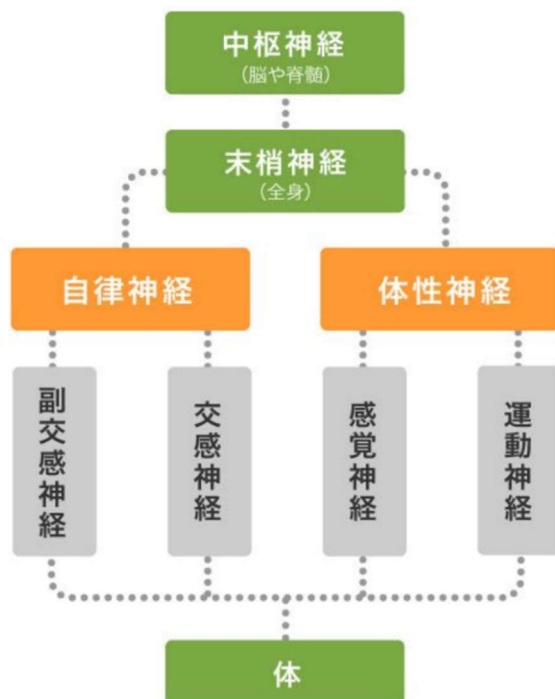 中枢神経
（脳や脊髄）
末梢神経
（全身）
自律神経
体性神経
副交感神経
交感神経
感覚神経
運動神経
体